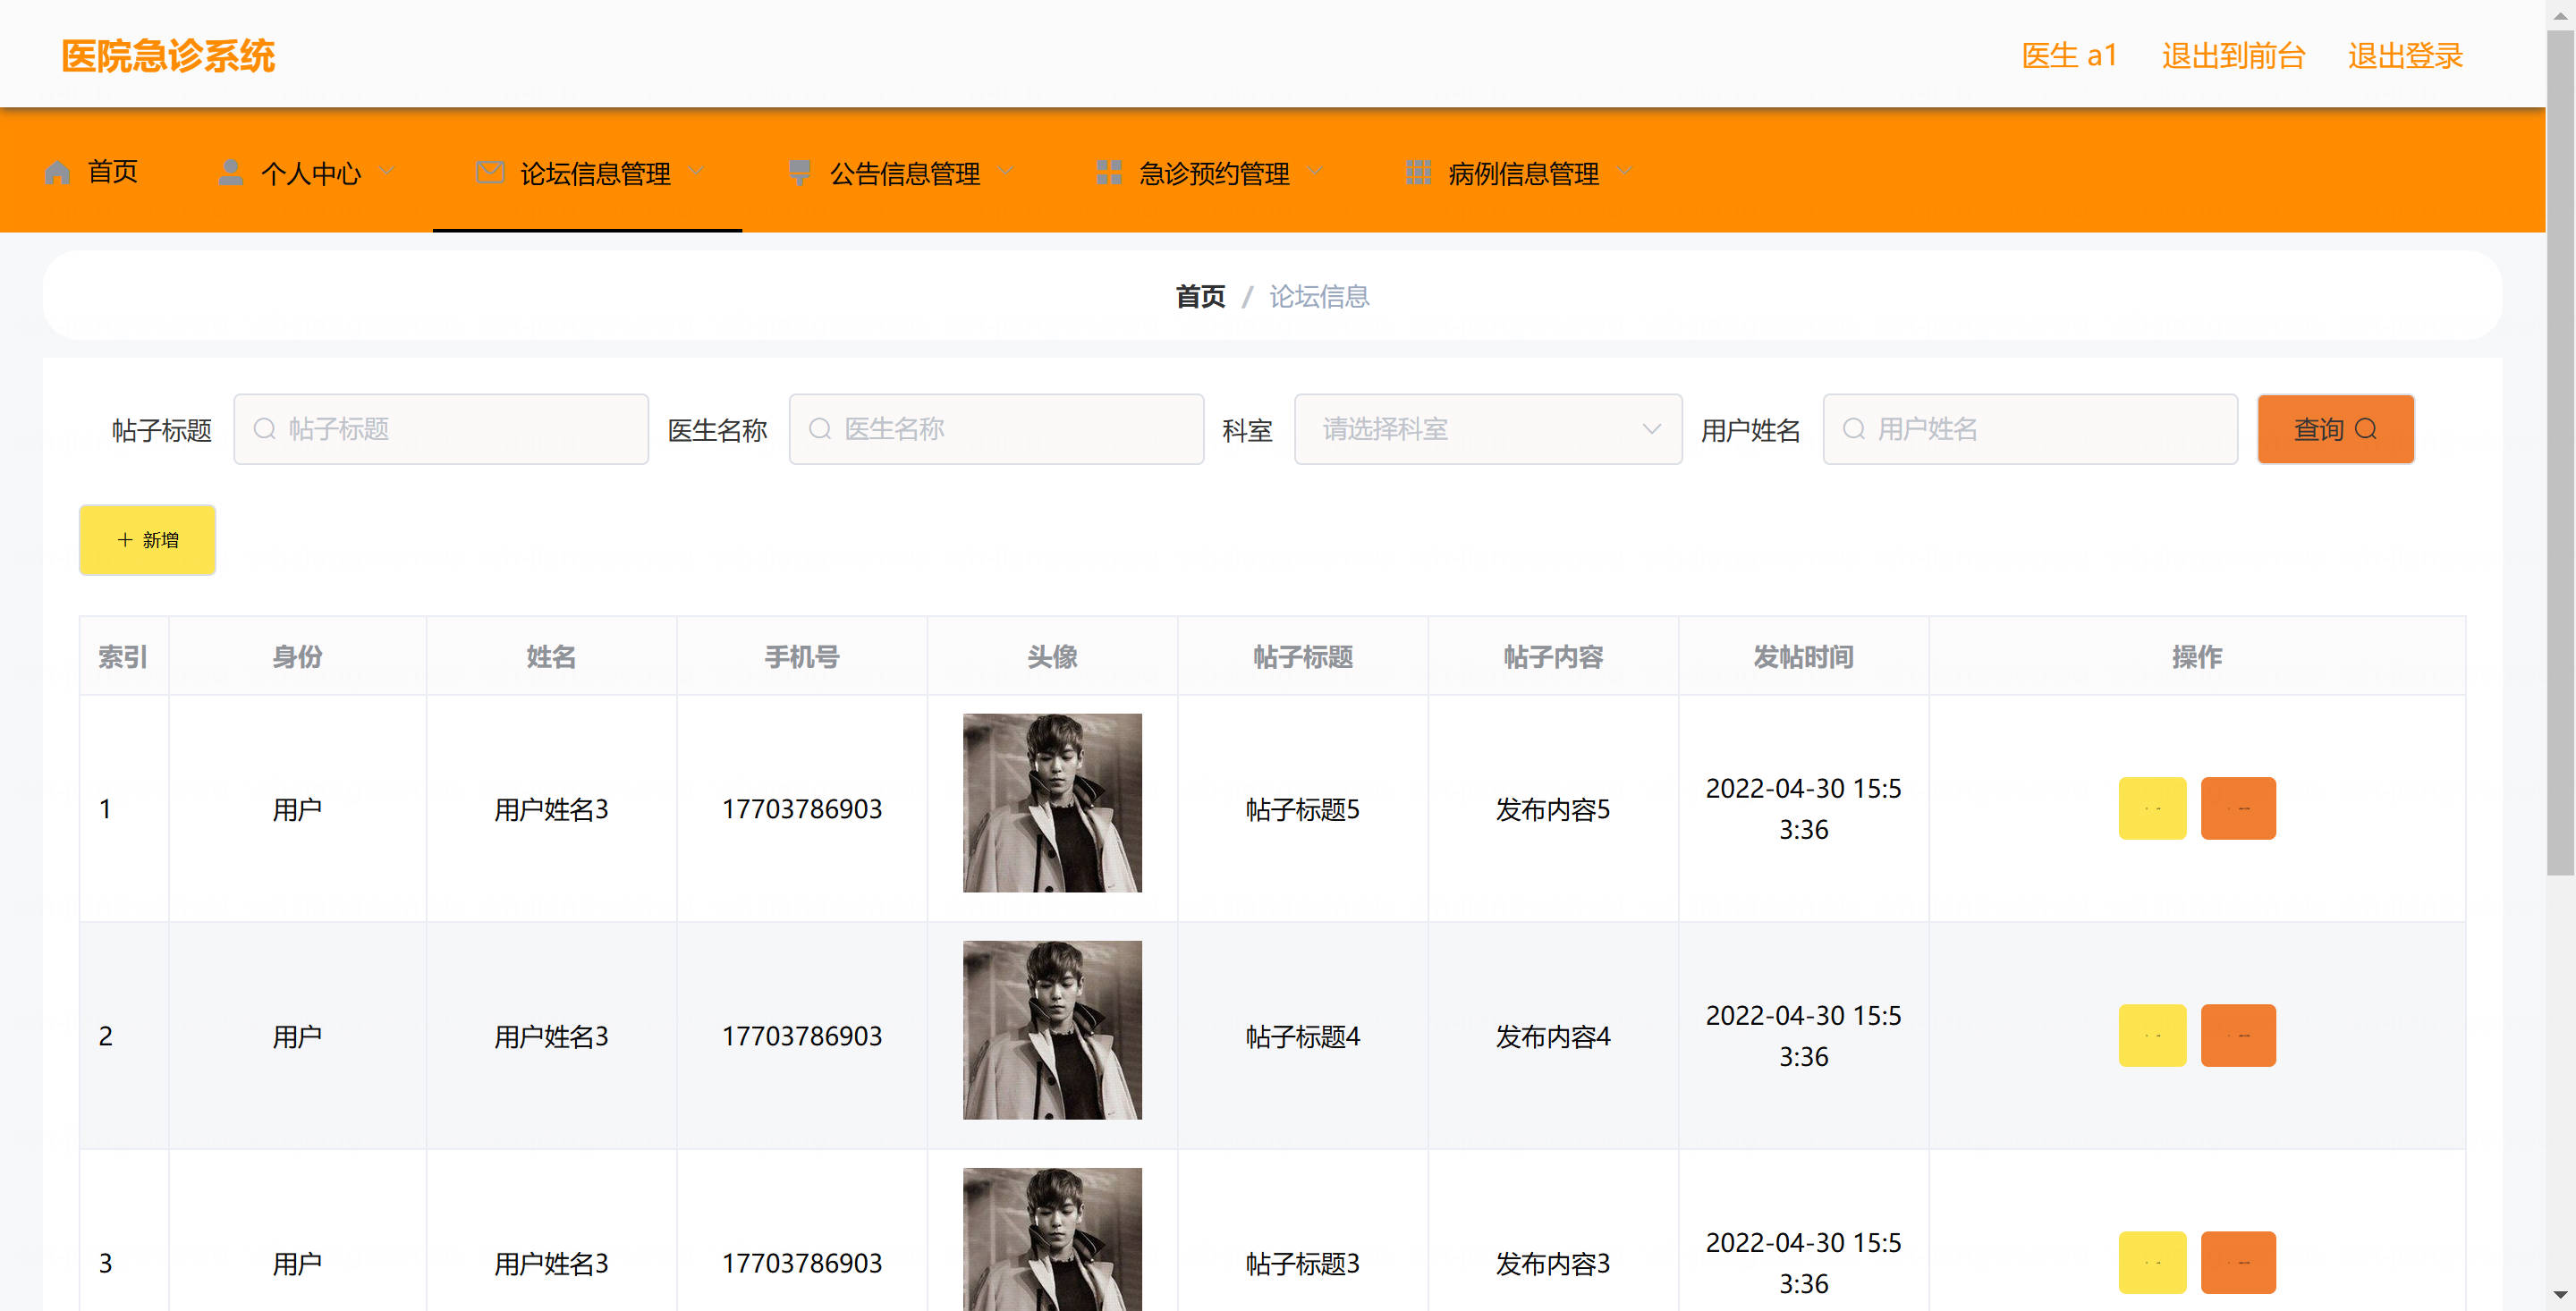 医院急诊系统
医生 a1 退出到前台 退出登录
首页 个人中心 论坛信息管理 公告信息管理 急诊预约管理 病例信息管理
首页 / 论坛信息
帖子标题 帖子标题 医生名称 医生名称 科室 请选择科室 用户姓名 用户姓名 查询
+ 新增
索引 身份 姓名 手机号 头像 帖子标题 帖子内容 发帖时间 操作
1 用户 用户姓名3 17703786903 帖子标题5 发布内容5 2022-04-30 15:5
3:36
2 用户 用户姓名3 17703786903 帖子标题4 发布内容4 2022-04-30 15:5
3:36
3 用户 用户姓名3 17703786903 帖子标题3 发布内容3 2022-04-30 15:5
3:36